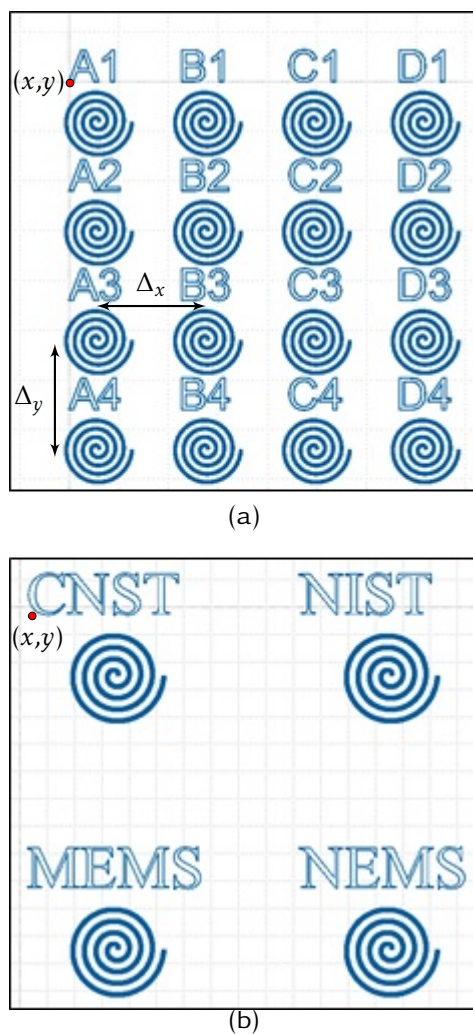 A1 B1 C1 D1
(x,y)
A2 B2 C2 D2
A3 B3 C3 D3
Δx
Δy
A4 B4 C4 D4
(a)
CNST NIST
(x,y)
MEMS NEMS
(b)